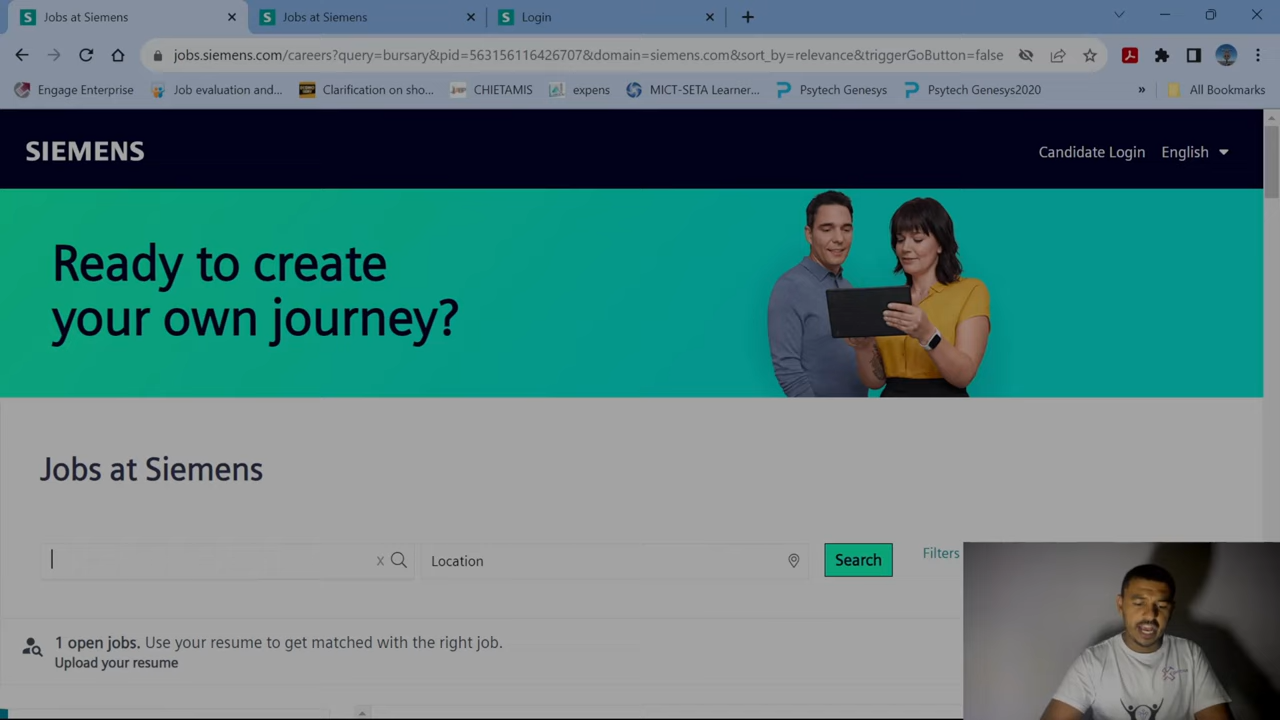 Jobs at Siemens
Jobs at Siemens
Login
jobs.siemens.com/careers?query=bursary&pid=563156116426707&domain=siemens.com&sort_by=relevance&triggerGoButton=false
Engage Enterprise
Job evaluation and...
Clarification on sho...
CHIETAMIS
expens
MICT-SETA Learner...
Psytech Genesys
Psytech Genesys2020
»
All Bookmarks
SIEMENS
Candidate Login
English
Ready to create
your own journey?
Jobs at Siemens
x
Location
Search
Filters
1 open jobs. Use your resume to get matched with the right job.
Upload your resume